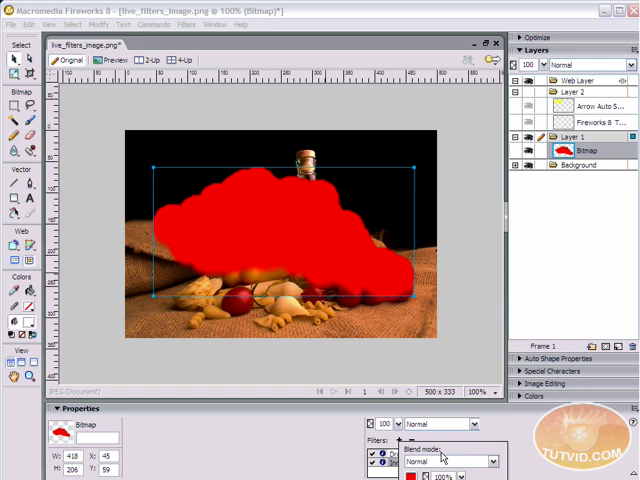 Macromedia Fireworks 8 - [live_filters_image.png @ 100% (Bitmap)*]
File Edit View Select Modify Text Commands Filters Window Help
live_filters_image.png*
Original Preview 2-Up 4-Up
Select
Bitmap
Vector
Web
Colors
View
Optimize
Layers
100 Normal
Web Layer
Layer 2
Arrow Auto S...
Fireworks 8 T...
Layer 1
Bitmap
Background
Frame 1
Auto Shape Properties
Special Characters
Image Editing
Colors
JPEG (Document)
1
500 x 333
100%
Properties
Bitmap
W: 418 X: 45
H: 206 Y: 59
100 Normal
Filters: + -
Blend mode:
Normal
100%
TUTVID.COM